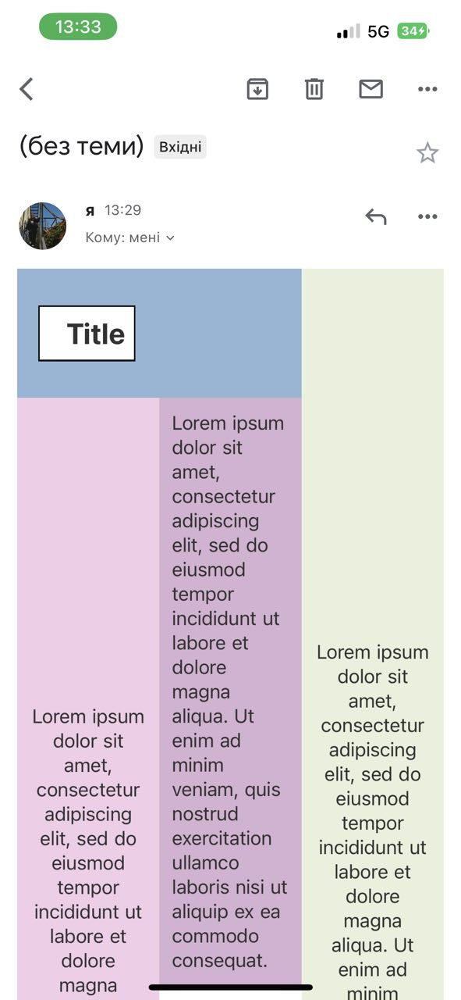 13:33
5G
34
(без теми)
Вхідні
я 13:29
Кому: мені
Title
Lorem ipsum
dolor sit
amet,
consectetur
adipiscing
elit, sed do
eiusmod
tempor
incididunt ut
labore et
dolore
magna
Lorem ipsum
dolor sit
amet,
consectetur
adipiscing
elit, sed do
eiusmod
tempor
incididunt ut
labore et
dolore
magna
aliqua. Ut
enim ad
minim
veniam, quis
nostrud
exercitation
ullamco
laboris nisi ut
aliquip ex ea
commodo
consequat.
Lorem ipsum
dolor sit
amet,
consectetur
adipiscing
elit, sed do
eiusmod
tempor
incididunt ut
labore et
dolore
magna
aliqua. Ut
enim ad
minim